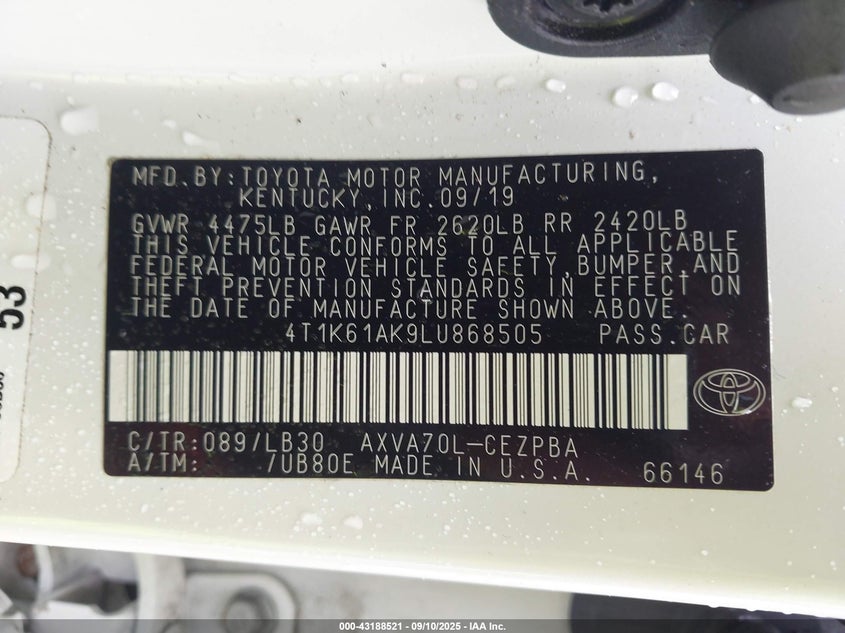 MFD.BY:TOYOTA MOTOR MANUFACTURING,
KENTUCKY,INC.09/19
GVWR 4475LB GAWR FR 2620LB RR 2420LB
THIS VEHICLE CONFORMS TO ALL APPLICABLE
FEDERAL MOTOR VEHICLE SAFETY,BUMPER,AND
THEFT PREVENTION STANDARDS IN EFFECT ON
THE DATE OF MANUFACTURE SHOWN ABOVE.
4T1K61AK9LU868505 PASS.CAR
C/TR:089/LB30 AXVA70L-CEZPBA
A/TM: /UB80E MADE IN U.S.A. 66146
53
000-43188521 | 09/10/2025 | IAA Inc.